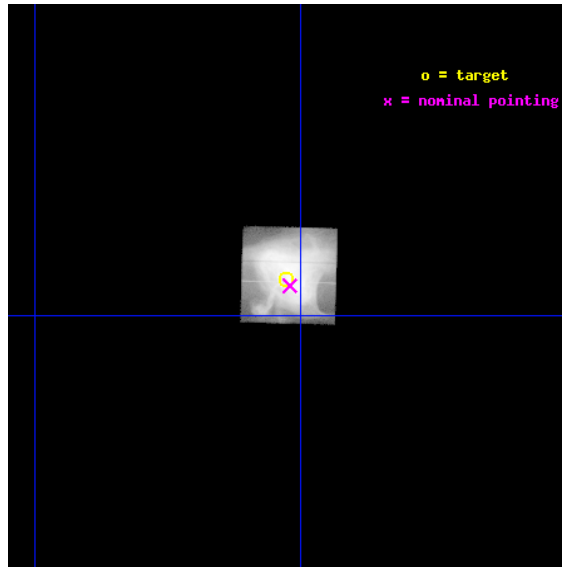 o = target
x = nominal pointing